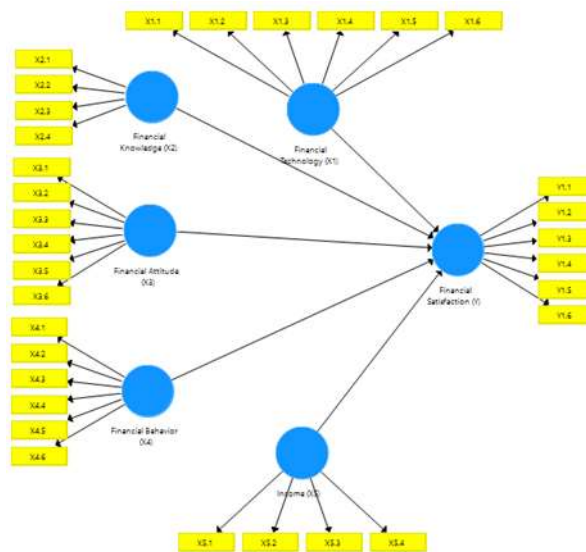 X1.1
X1.2
X1.3
X1.4
X1.5
X1.6
X2.1
X2.2
X2.3
X2.4
Financial
Knowledge (X2)
Financial
Technology (X1)
X3.1
X3.2
X3.3
X3.4
X3.5
X3.6
Financial Attitude
(X3)
Y1.1
Y1.2
Y1.3
Y1.4
Y1.5
Y1.6
Financial
Satisfaction (Y)
X4.1
X4.2
X4.3
X4.4
X4.5
X4.6
Financial Behavior
(X4)
Income (X5)
X5.1
X5.2
X5.3
X5.4